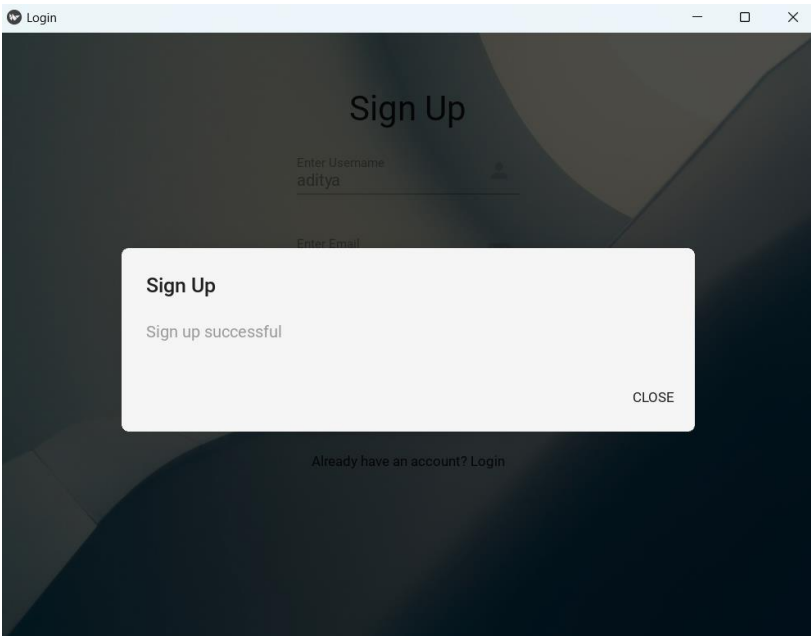 Login
Sign Up
Enter Username
aditya
Enter Email
Sign Up
Sign up successful
CLOSE
Already have an account? Login